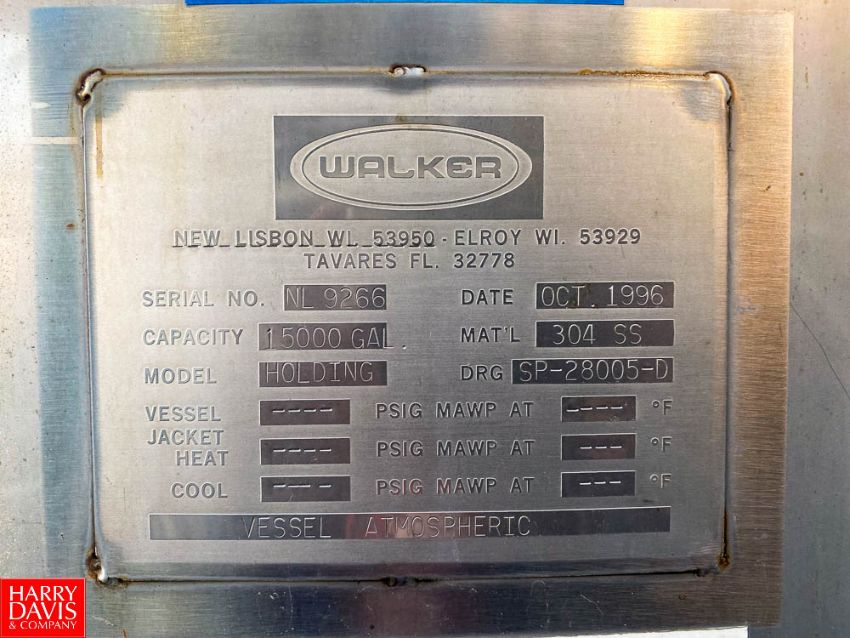 WALKER
NEW LISBON WI. 53950 - ELROY WI. 53929
TAVARES FL. 32778
SERIAL NO. NL 9266 DATE OCT. 1996
CAPACITY 15000 GAL. MAT'L 304 SS
MODEL HOLDING DRG SP-28005-D
VESSEL ---- PSIG MAWP AT ---- °F
JACKET
HEAT ---- PSIG MAWP AT --- °F
COOL --- PSIG MAWP AT --- °F
VESSEL ATMOSPHERIC
HARRY
DAVIS
& COMPANY